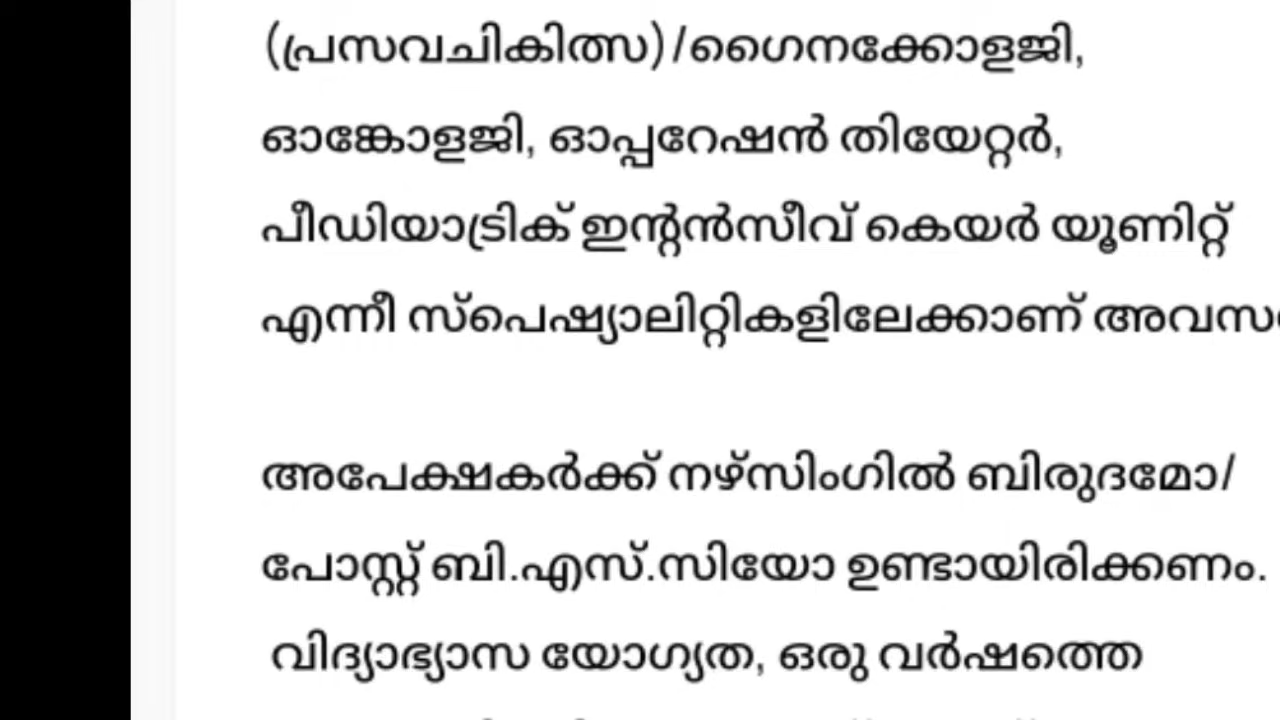 (പ്രസവചികിത്സ)/ഗൈനക്കോളജി,
ഓങ്കോളജി, ഓപ്പറേഷൻ തിയേറ്റർ,
പീഡിയാട്രിക് ഇന്റൻസീവ് കെയർ യൂണിറ്റ്
എന്നീ സ്പെഷ്യാലിറ്റികളിലേക്കാണ്
അപേക്ഷകർക്ക് നഴ്സിംഗിൽ ബിരുദമോ/
പോസ്റ്റ് ബി.എസ്.സിയോ ഉണ്ടായിരിക്കണം.
വിദ്യാഭ്യാസ യോഗ്യത, ഒരു വർഷത്തെ